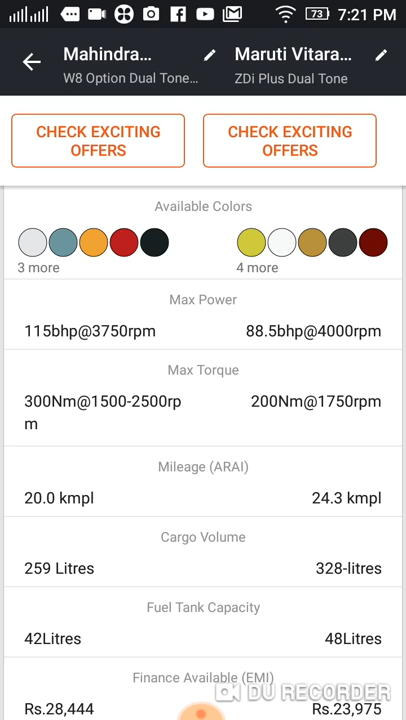 73 7:21 PM
Mahindra... Maruti Vitara...
W8 Option Dual Tone... ZDi Plus Dual Tone
CHECK EXCITING OFFERS CHECK EXCITING OFFERS
Available Colors
3 more 4 more
Max Power
115bhp@3750rpm 88.5bhp@4000rpm
Max Torque
300Nm@1500-2500rp 200Nm@1750rpm
m
Mileage (ARAI)
20.0 kmpl 24.3 kmpl
Cargo Volume
259 Litres 328-litres
Fuel Tank Capacity
42Litres 48Litres
Finance Available (EMI)
DU RECORDER
Rs.28,444 Rs.23,975